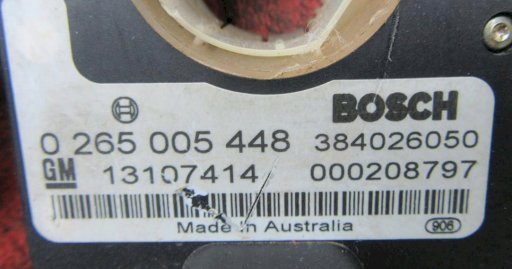 BOSCH
0 265 005 448 384026050
GM 13107414 000208797
Made in Australia 906